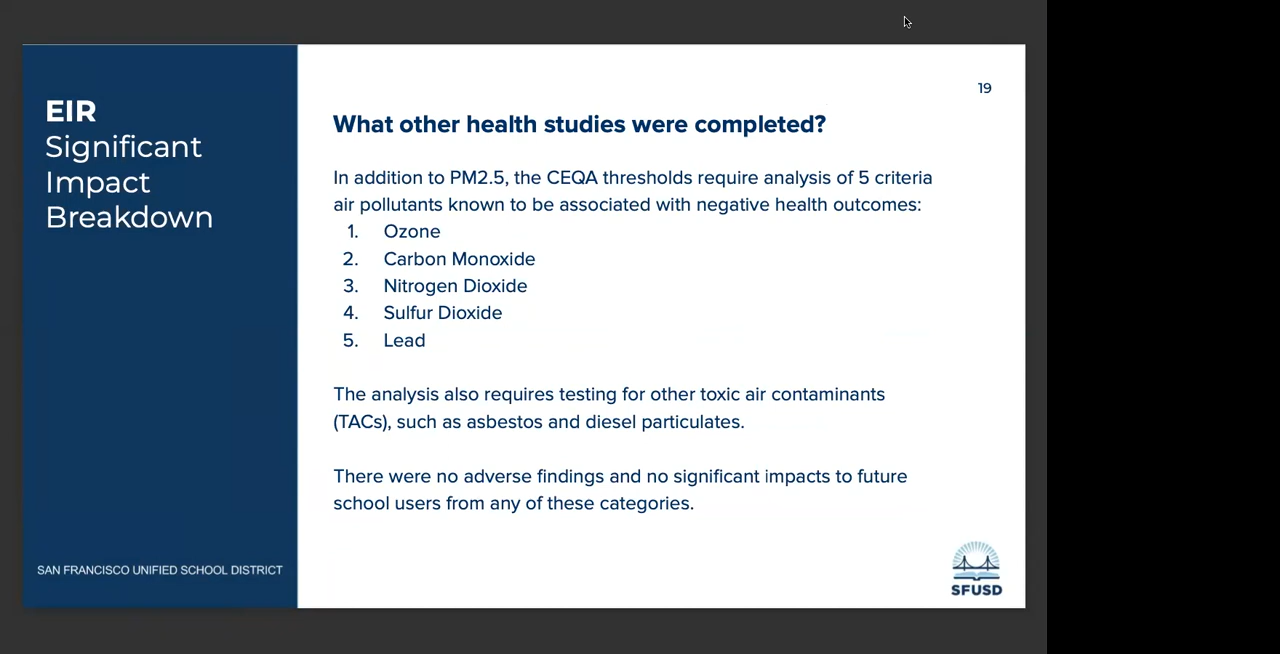 EIR
Significant
Impact
Breakdown
SAN FRANCISCO UNIFIED SCHOOL DISTRICT
19
What other health studies were completed?
In addition to PM2.5, the CEQA thresholds require analysis of 5 criteria
air pollutants known to be associated with negative health outcomes:
1. Ozone
2. Carbon Monoxide
3. Nitrogen Dioxide
4. Sulfur Dioxide
5. Lead
The analysis also requires testing for other toxic air contaminants
(TACs), such as asbestos and diesel particulates.
There were no adverse findings and no significant impacts to future
school users from any of these categories.
SFUSD